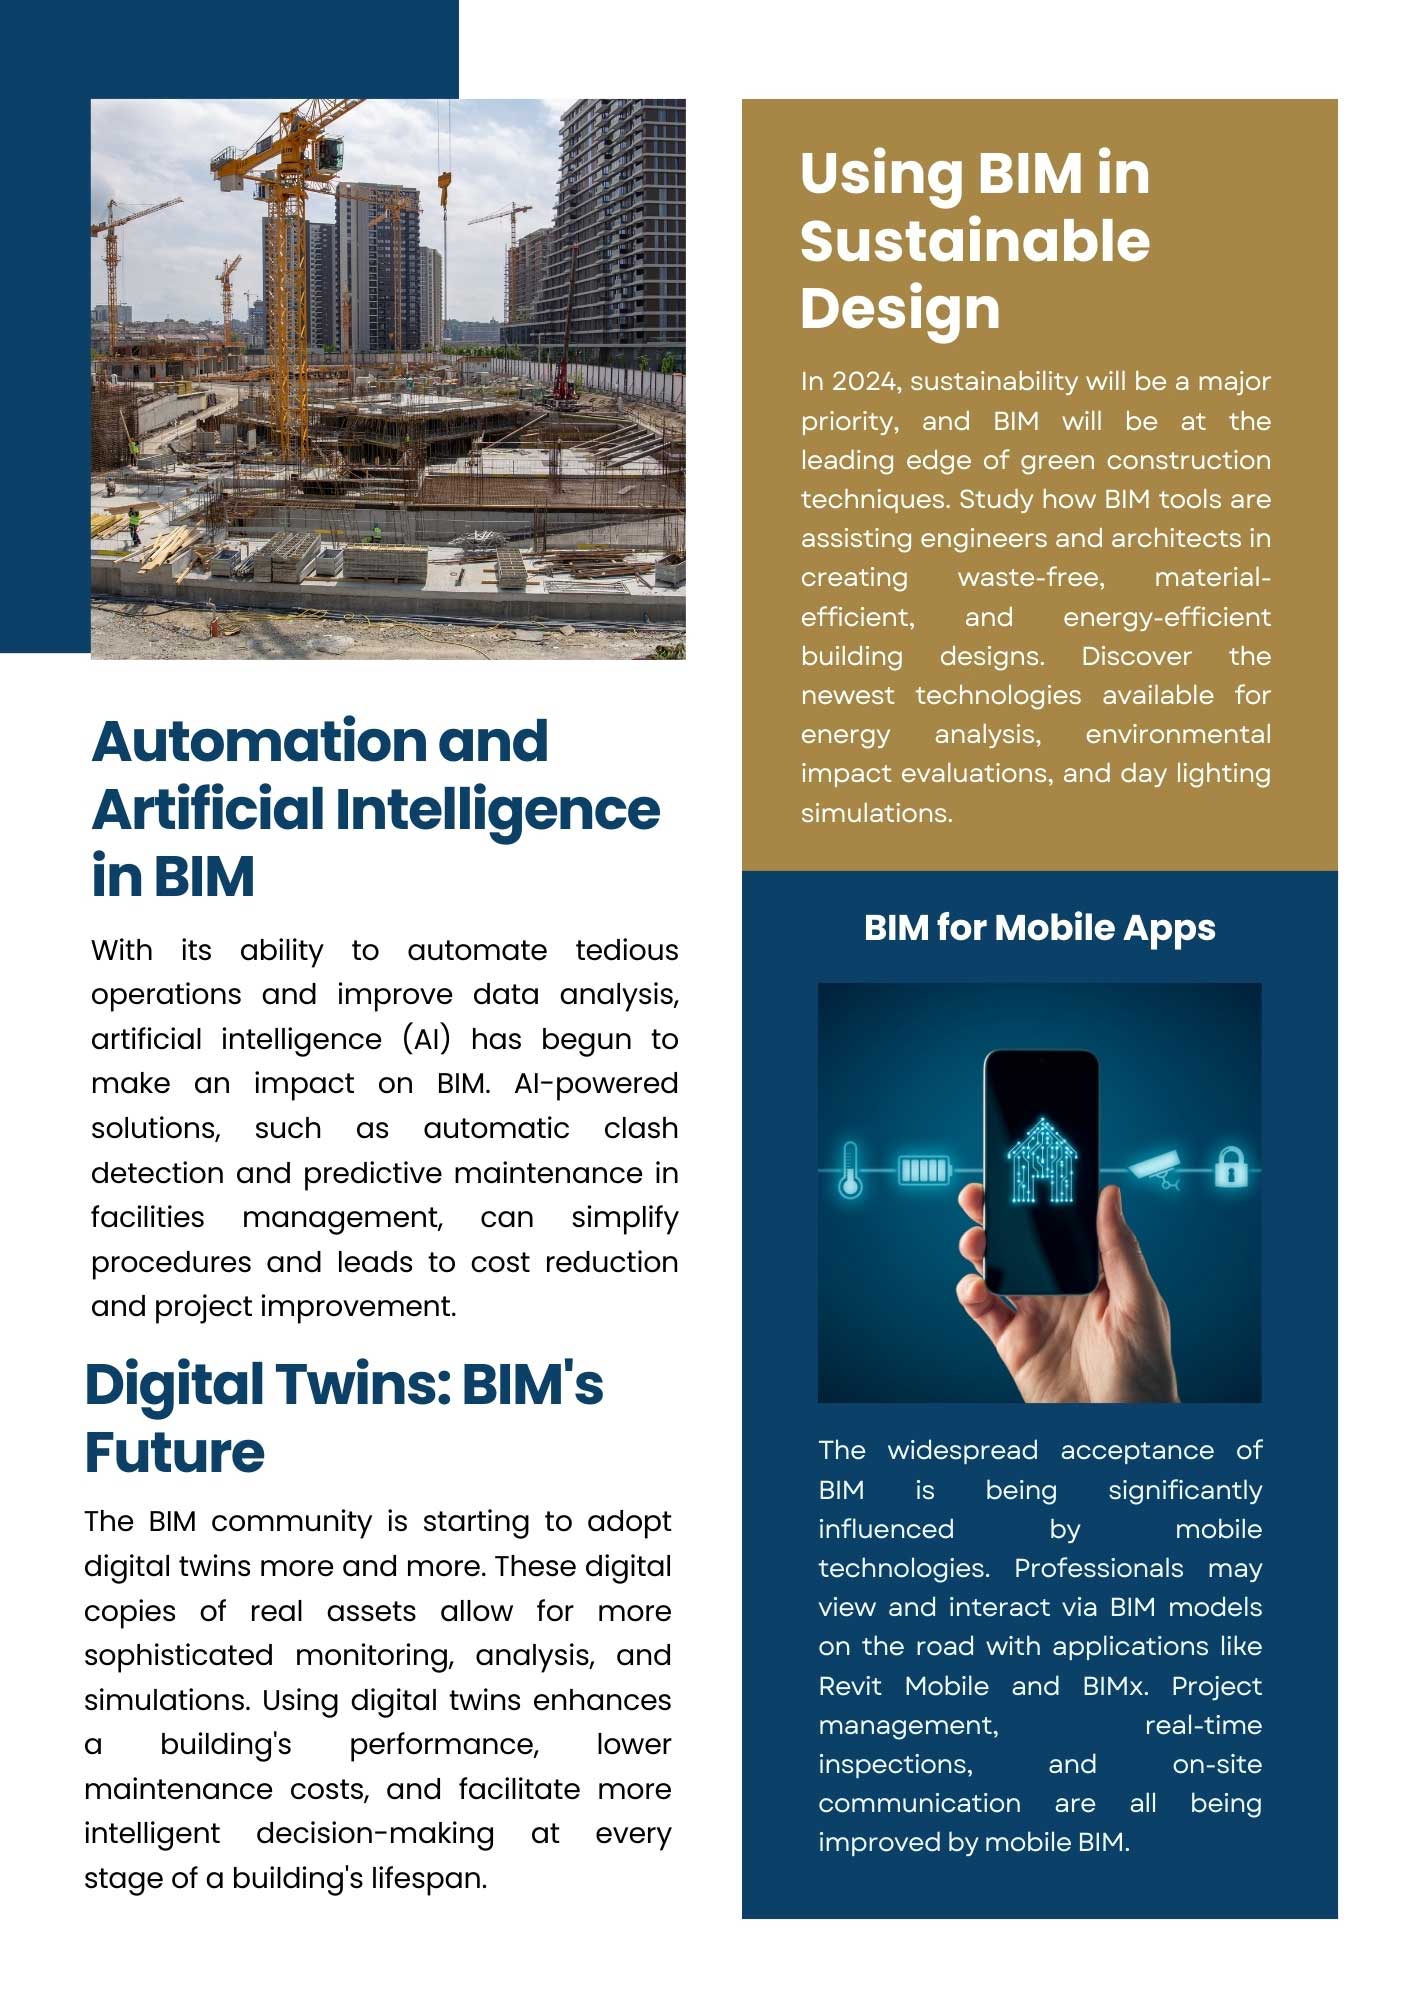 Automation and
Artificial Intelligence
in BIM
With its ability to automate tedious
operations and improve data analysis,
artificial intelligence (AI) has begun to
make an impact on BIM. AI-powered
solutions, such as automatic clash
detection and predictive maintenance in
facilities management, can simplify
procedures and leads to cost reduction
and project improvement.
Digital Twins: BIM's
Future
The BIM community is starting to adopt
digital twins more and more. These digital
copies of real assets allow for more
sophisticated monitoring, analysis, and
simulations. Using digital twins enhances
a building's performance, lower
maintenance costs, and facilitate more
intelligent decision-making at every
stage of a building's lifespan.
Using BIM in
Sustainable
Design
In 2024, sustainability will be a major
priority, and BIM will be at the
leading edge of green construction
techniques. Study how BIM tools are
assisting engineers and architects in
creating waste-free, material-
efficient, and energy-efficient
building designs. Discover the
newest technologies available for
energy analysis, environmental
impact evaluations, and day lighting
simulations.
BIM for Mobile Apps
The widespread acceptance of
BIM is being significantly
influenced by mobile
technologies. Professionals may
view and interact via BIM models
on the road with applications like
Revit Mobile and BIMx. Project
management, real-time
inspections, and on-site
communication are all being
improved by mobile BIM.